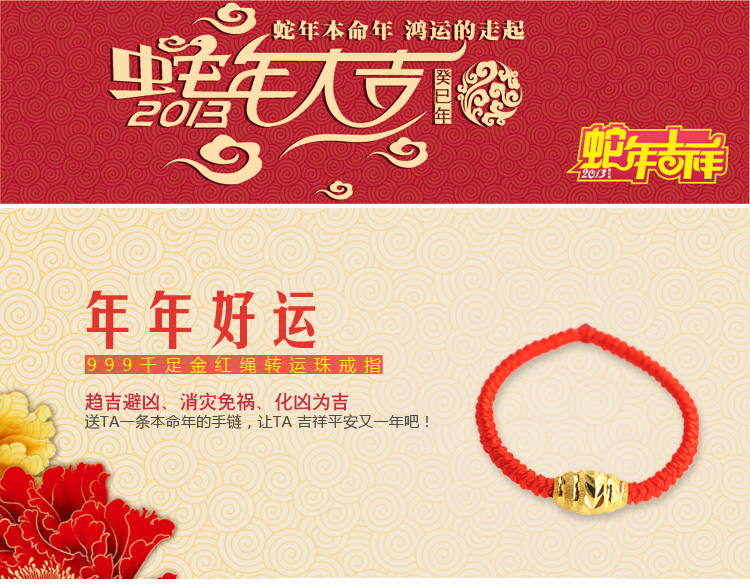 蛇年本命年 鸿运的走起
蛇年大吉
2013
癸巳年
蛇年吉祥
2013
年年好运
999千足金红绳转运珠戒指
趋吉避凶、消灾免祸、化凶为吉
送TA一条本命年的手链，让TA 吉祥平安又一年吧！